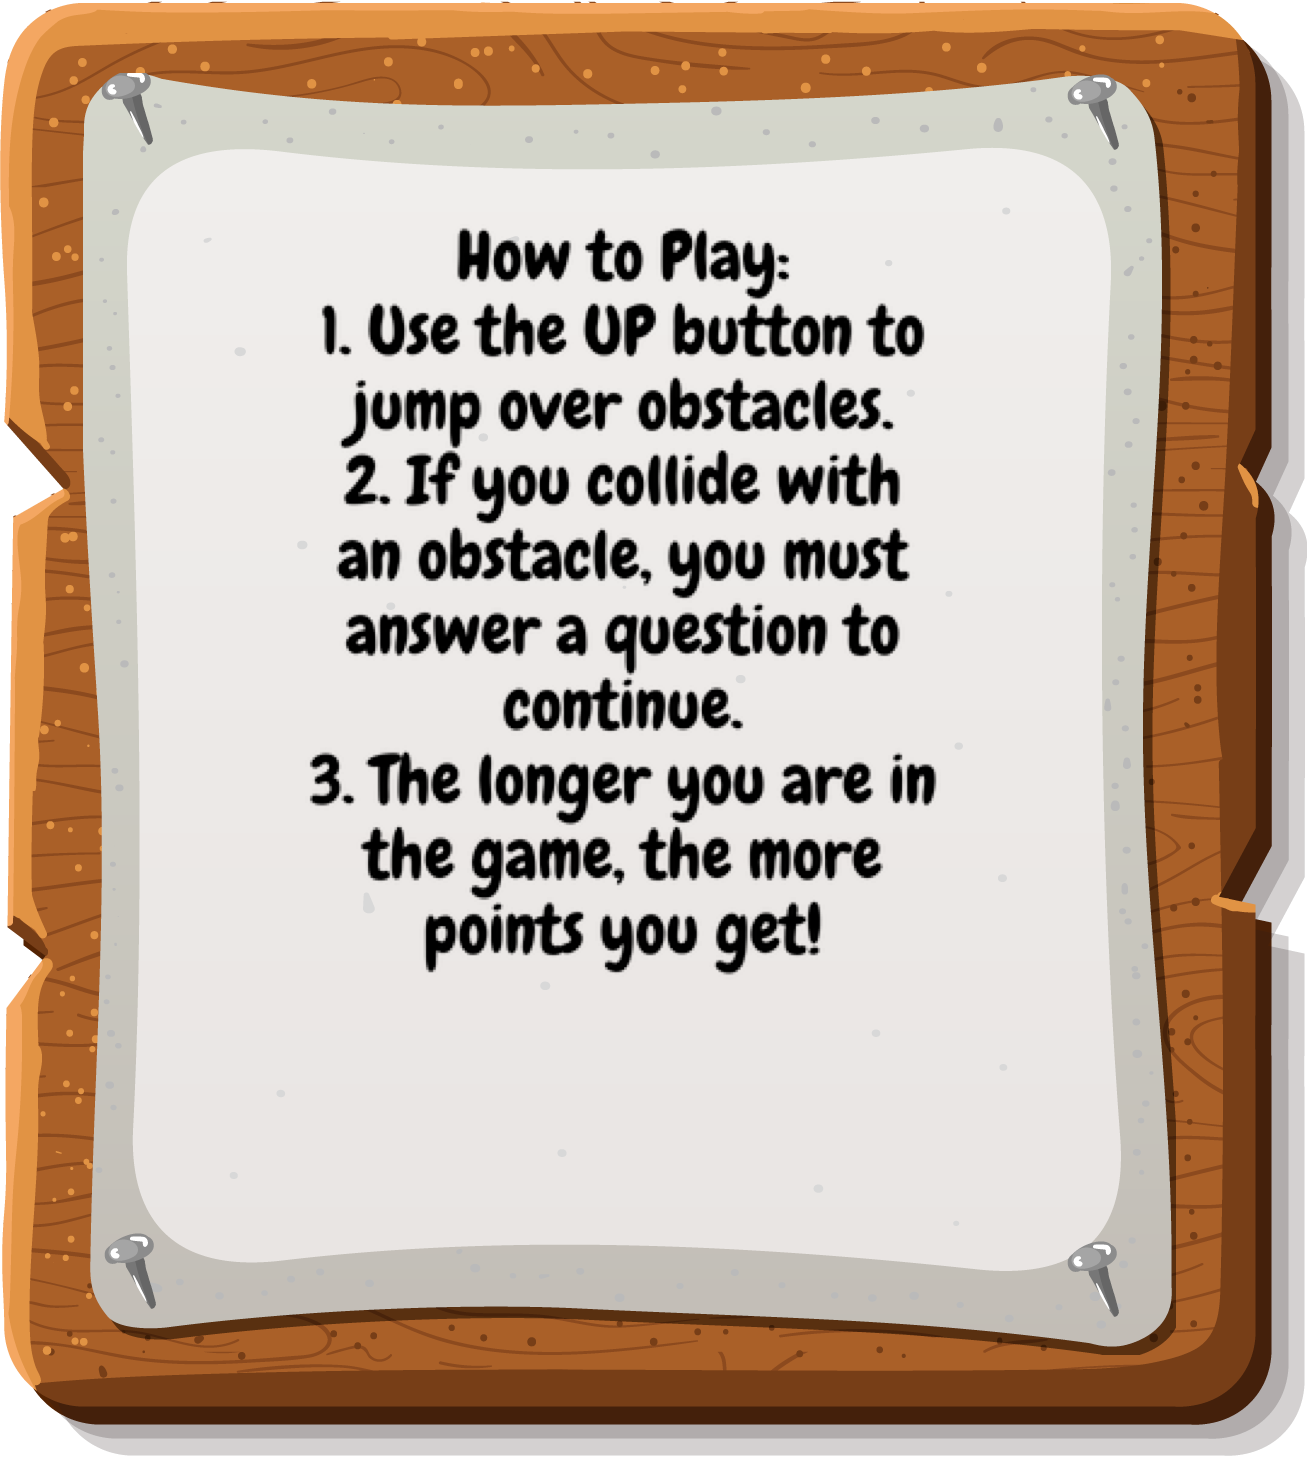 How to Play:
1. Use the UP button to
jump over obstacles.
2. If you collide with
an obstacle, you must
answer a question to
continue.
3. The longer you are in
the game, the more
points you get!